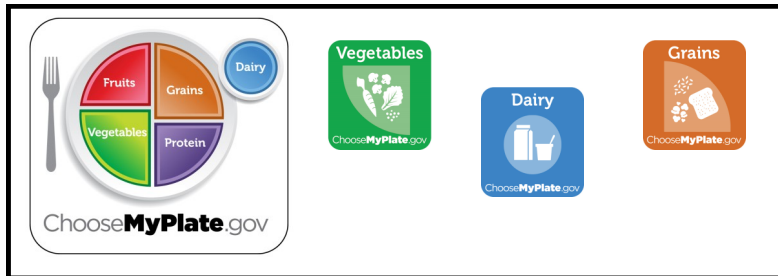 Fruits
Grains
Dairy
Vegetables
Protein
ChooseMyPlate.gov
Vegetables
ChooseMyPlate.gov
Dairy
ChooseMyPlate.gov
Grains
ChooseMyPlate.gov